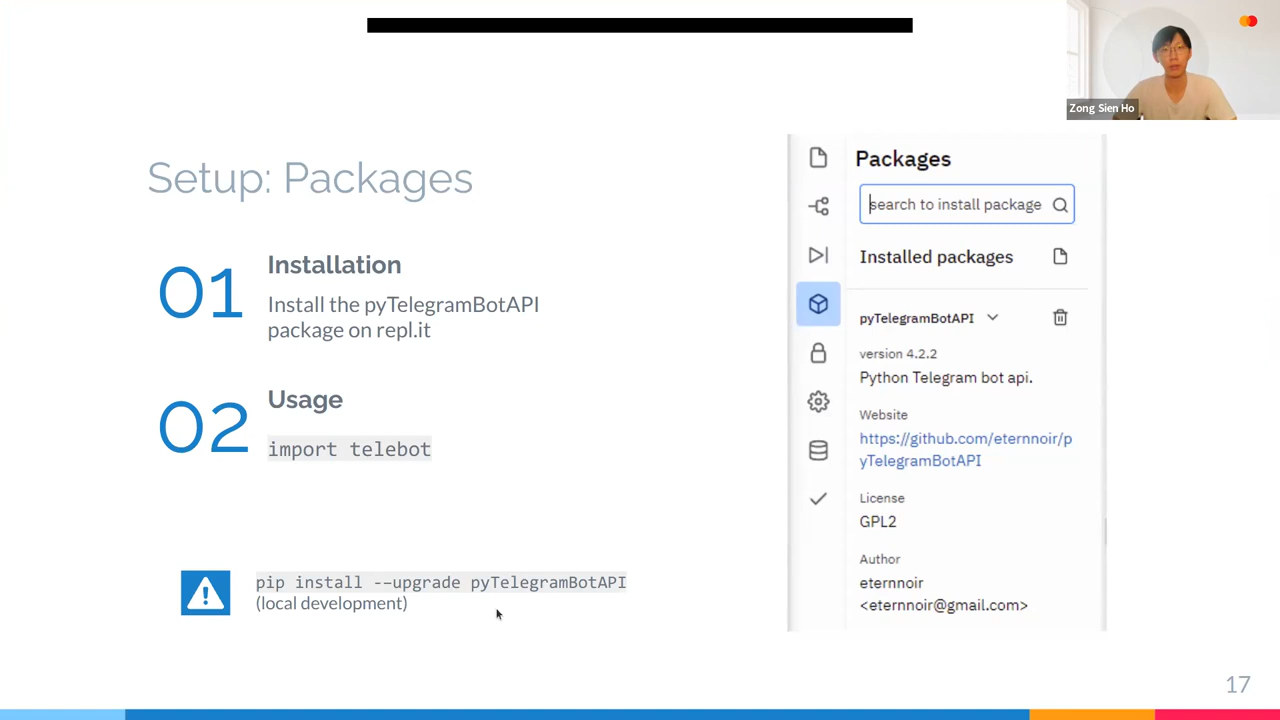 Zong Sien Ho
Setup: Packages
01
Installation
Install the pyTelegramBotAPI
package on repl.it
02
Usage
import telebot
pip install --upgrade pyTelegramBotAPI
(local development)
Packages
search to install package
Installed packages
pyTelegramBotAPI
version 4.2.2
Python Telegram bot api.
Website
https://github.com/eternnoir/p
yTelegramBotAPI
License
GPL2
Author
eternnoir
<eternnoir@gmail.com>
17